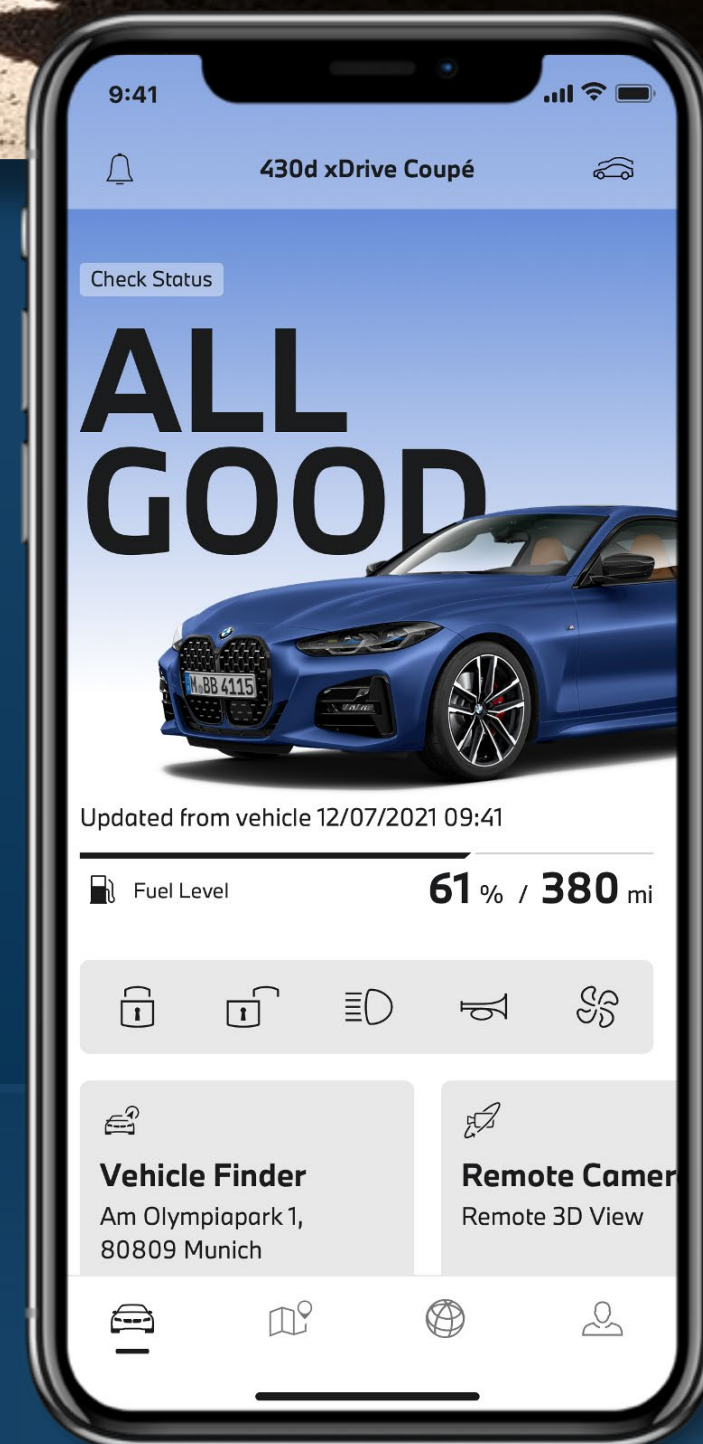 9:41
430d xDrive Coupé
Check Status
ALL
GOOD
M BB 4115
Updated from vehicle 12/07/2021 09:41
Fuel Level 61 % / 380 mi
Vehicle Finder
Am Olympiapark 1,
80809 Munich
Remote Camer
Remote 3D View